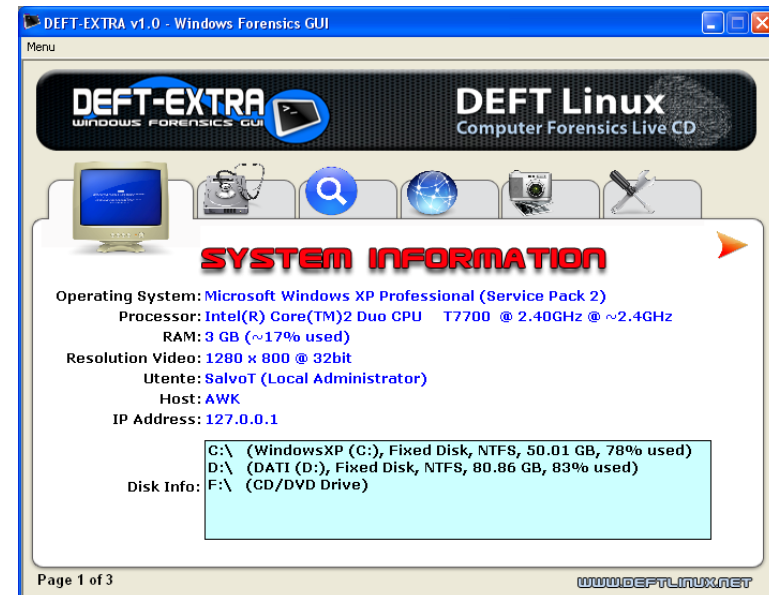 DEFT-EXTRA v1.0 - Windows Forensics GUI
Menu
DEFT-EXTRA
WINDOWS FORENSICS GUI
DEFT Linux
Computer Forensics Live CD
SYSTEM INFORMATION
Operating System: Microsoft Windows XP Professional (Service Pack 2)
Processor: Intel(R) Core(TM)2 Duo CPU T7700 @ 2.40GHz @ ~2.4GHz
RAM: 3 GB (~17% used)
Resolution Video: 1280 x 800 @ 32bit
Utente: SalvoT (Local Administrator)
Host: AWK
IP Address: 127.0.0.1
Disk Info: C:\ (WindowsXP (C:), Fixed Disk, NTFS, 50.01 GB, 78% used)
D:\ (DATI (D:), Fixed Disk, NTFS, 80.86 GB, 83% used)
F:\ (CD/DVD Drive)
Page 1 of 3
WWW.DEFTLINUX.NET